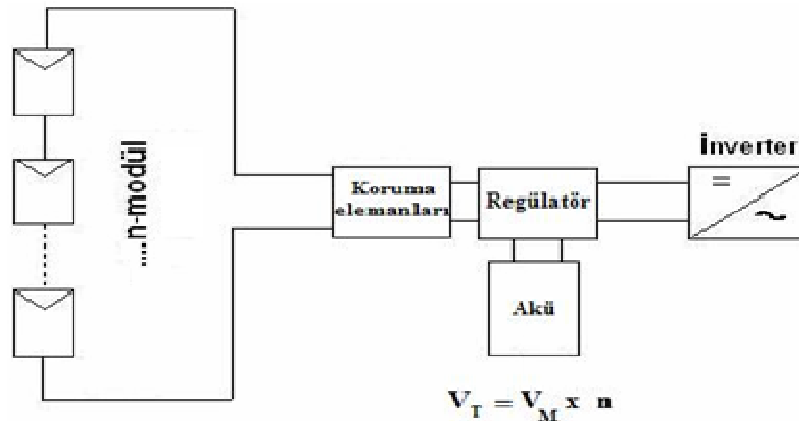 ....n-modül
Koruma
elemanları
Regülatör
İnverter
=
~
Akü
V_T = V_M x n